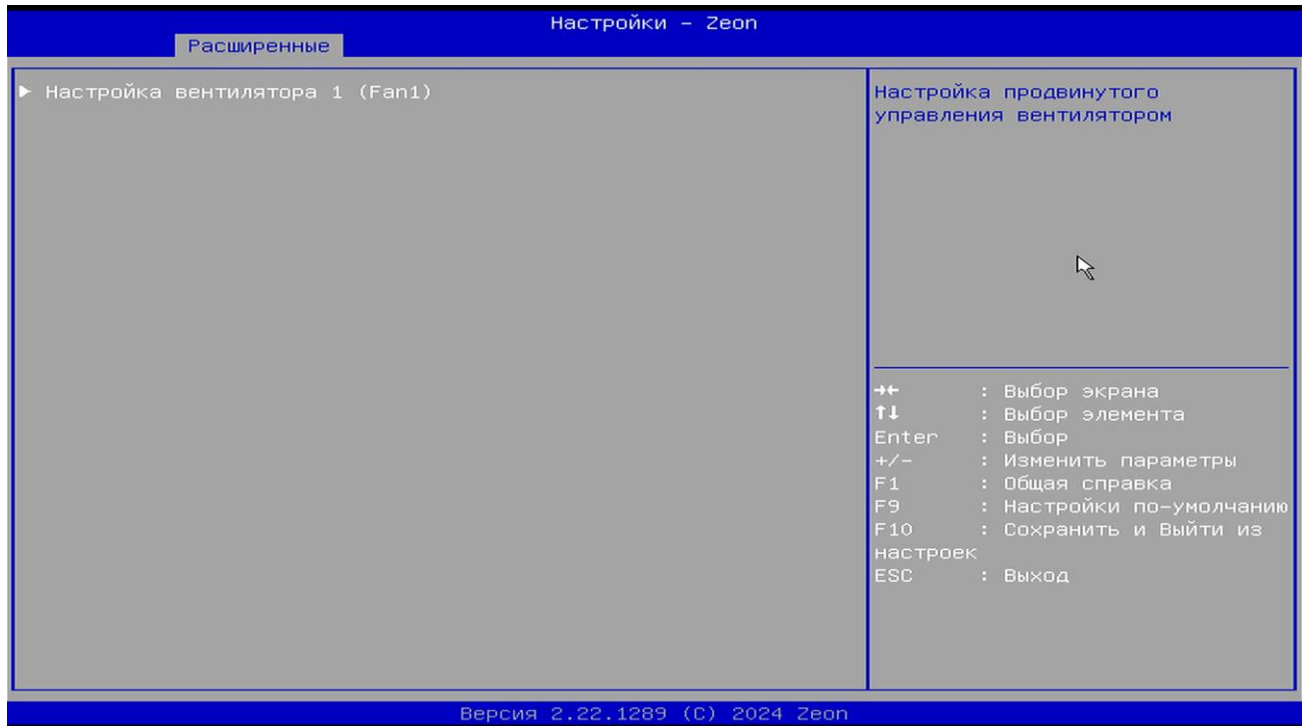 Настройки – Zeon
Расширенные
► Настройка вентилятора 1 (Fan1)
Настройка продвинутого
управления вентилятором
→← : Выбор экрана
↑↓ : Выбор элемента
Enter : Выбор
+/- : Изменить параметры
F1 : Общая справка
F9 : Настройки по-умолчанию
F10 : Сохранить и Выйти из
настроек
ESC : Выход
Версия 2.22.1289 (C) 2024 Zeon